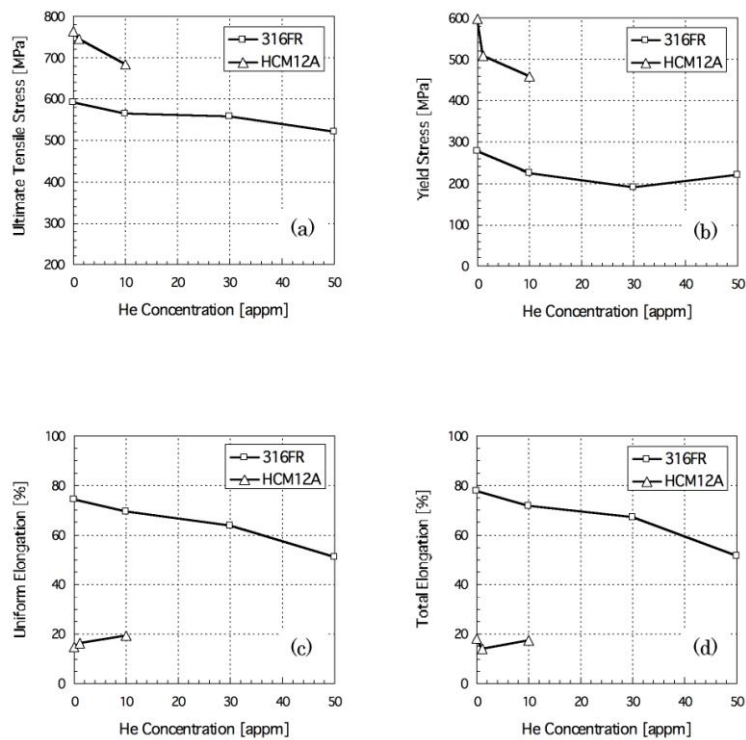 800
700
600
500
400
300
200
Ultimate Tensile Stress [MPa]
316FR
HCM12A
(a)
0 10 20 30 40 50
He Concentration [appm]
600
500
400
300
200
100
0
Yield Stress [MPa]
316FR
HCM12A
(b)
0 10 20 30 40 50
He Concentration [appm]
100
80
60
40
20
0
Uniform Elongation [%]
316FR
HCM12A
(c)
0 10 20 30 40 50
He Concentration [appm]
100
80
60
40
20
0
Total Elongation [%]
316FR
HCM12A
(d)
0 10 20 30 40 50
He Concentration [appm]